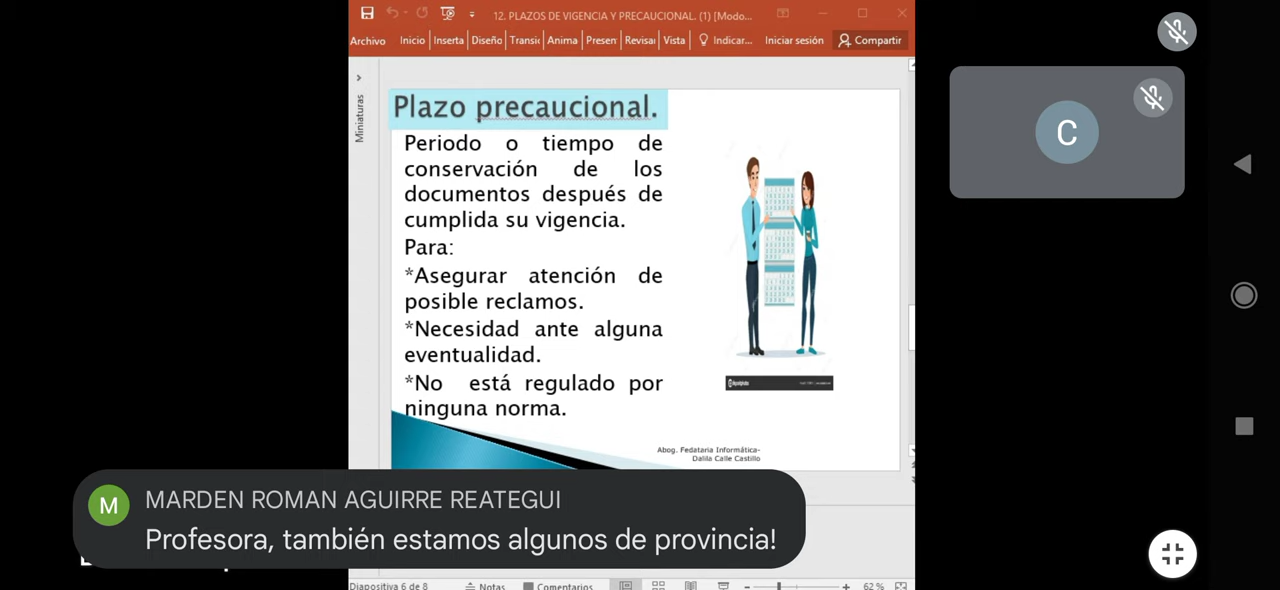 12. PLAZOS DE VIGENCIA Y PRECAUCIONAL. (1) [Modo...
Archivo Inicio Inserta Diseño Transic Anima Presen Revisa Vista Indicar... Iniciar sesión Compartir
Miniaturas
Plazo precaucional.
Periodo o tiempo de
conservación de los
documentos después de
cumplida su vigencia.
Para:
*Asegurar atención de
posible reclamos.
*Necesidad ante alguna
eventualidad.
*No está regulado por
ninguna norma.
Abog. Fedataria Informática-
Dalila Calle Castillo
C
M
MARDEN ROMAN AGUIRRE REATEGUI
Profesora, también estamos algunos de provincia!
Diapositiva 6 de 8 Notas Comentarios 62 %